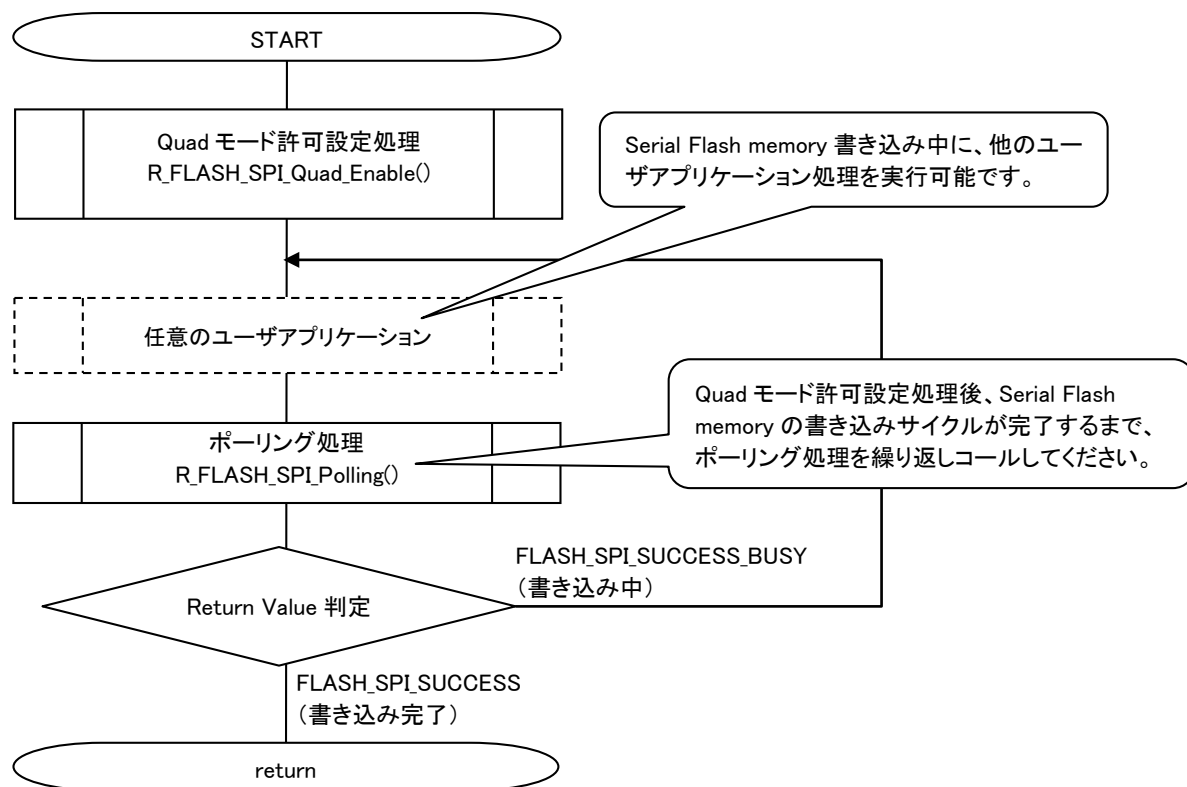 START
Quad モード許可設定処理
R_FLASH_SPI_Quad_Enable()
Serial Flash memory 書き込み中に、他のユー
ザアプリケーション処理を実行可能です。
任意のユーザアプリケーション
Quad モード許可設定処理後、Serial Flash
memory の書き込みサイクルが完了するまで、
ポーリング処理を繰り返しコールしてください。
ポーリング処理
R_FLASH_SPI_Polling()
FLASH_SPI_SUCCESS_BUSY
（書き込み中）
Return Value 判定
FLASH_SPI_SUCCESS
（書き込み完了）
return